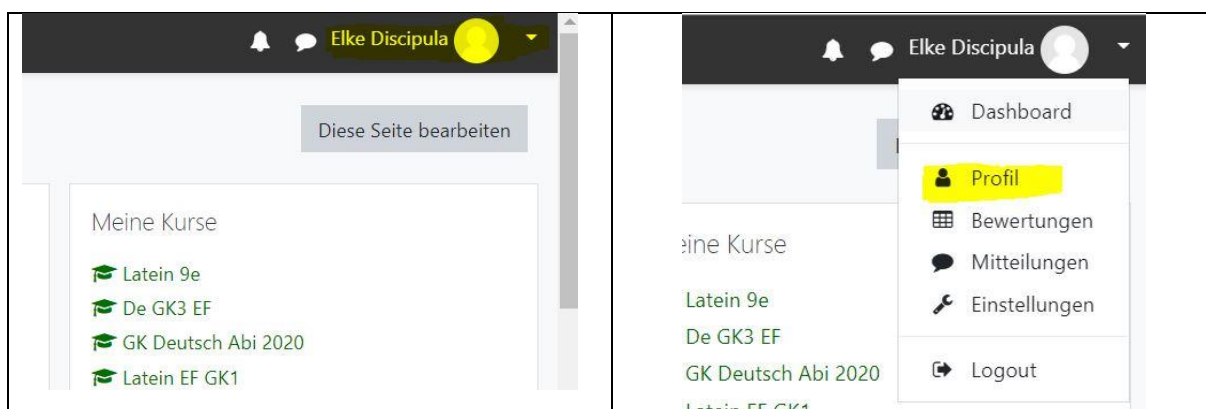 Elke Discipula
Diese Seite bearbeiten
Meine Kurse
Latein 9e
De GK3 EF
GK Deutsch Abi 2020
Latein EF GK1
Elke Discipula
Dashboard
Profil
Bewertungen
Mitteilungen
Einstellungen
Logout
eine Kurse
Latein 9e
De GK3 EF
GK Deutsch Abi 2020